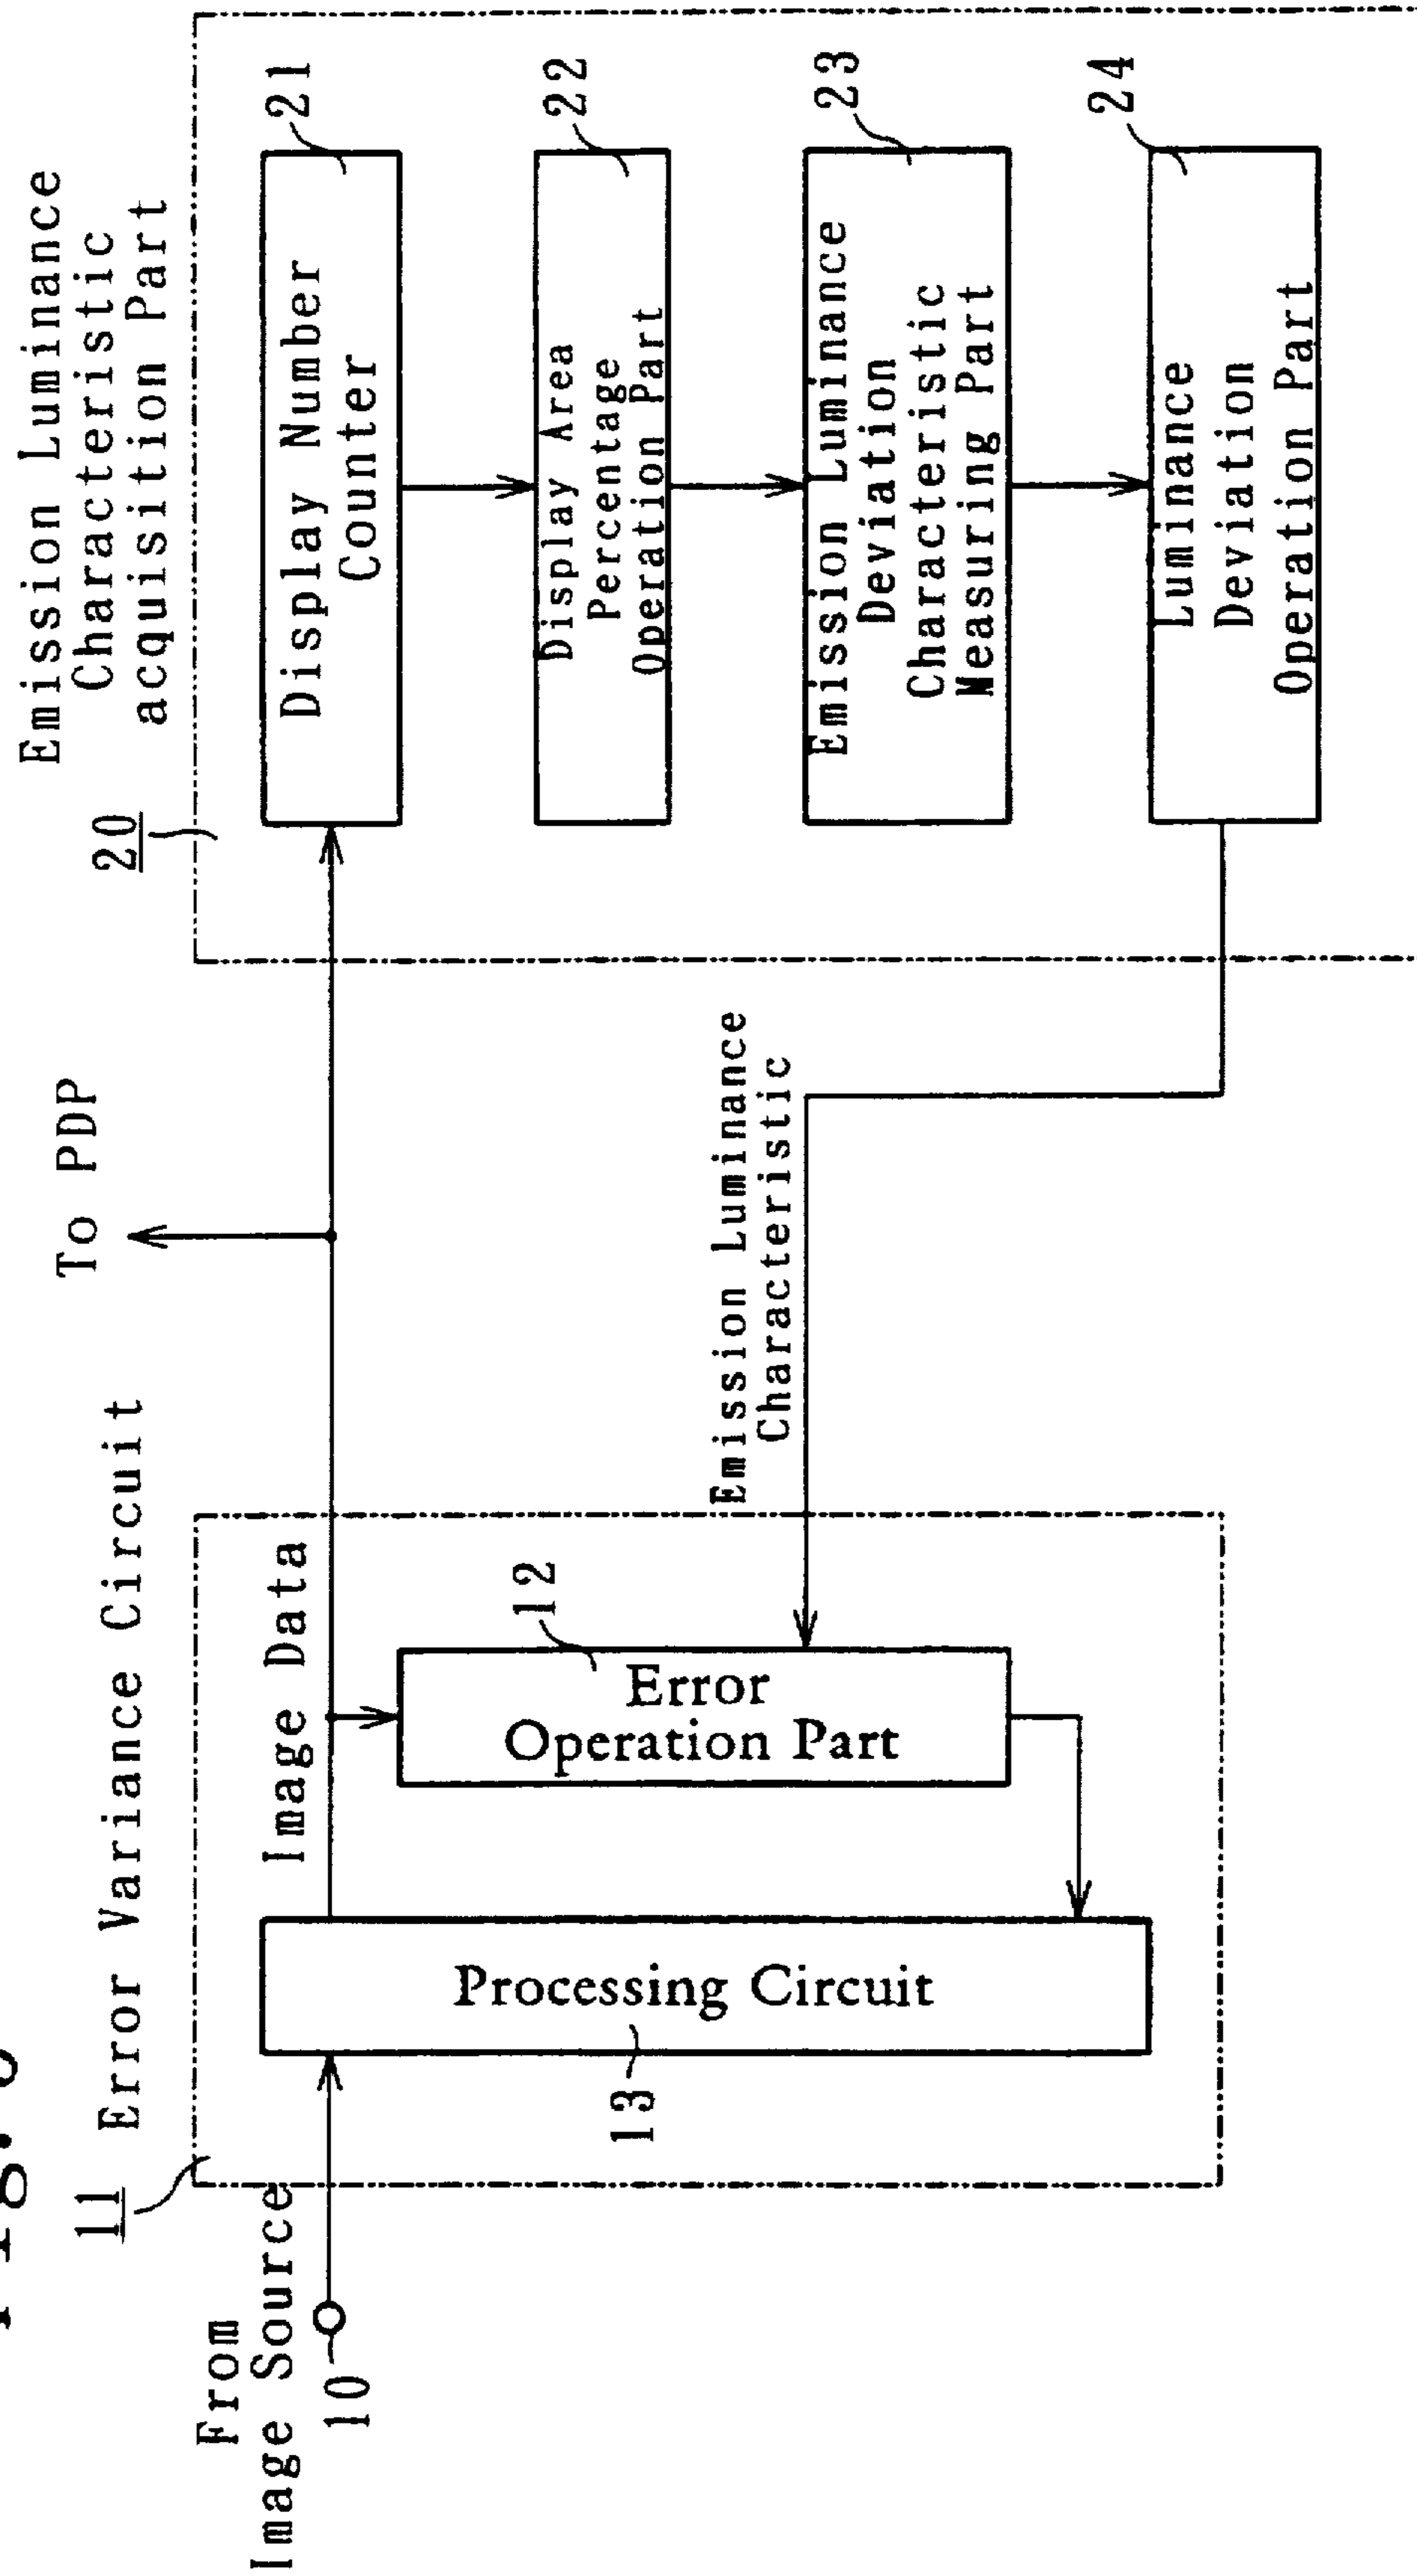 11 Error Variance Circuit
From
Image Source
10
Processing Circuit
13
Image Data
Error
Operation Part
12
To PDP
Emission Luminance
Characteristic
20
Emission Luminance
Characteristic
acquisition Part
Display Number
Counter
21
Display Area
Percentage
Operation Part
22
Emission Luminance
Deviation
Characteristic
Measuring Part
23
Luminance
Deviation
Operation Part
24